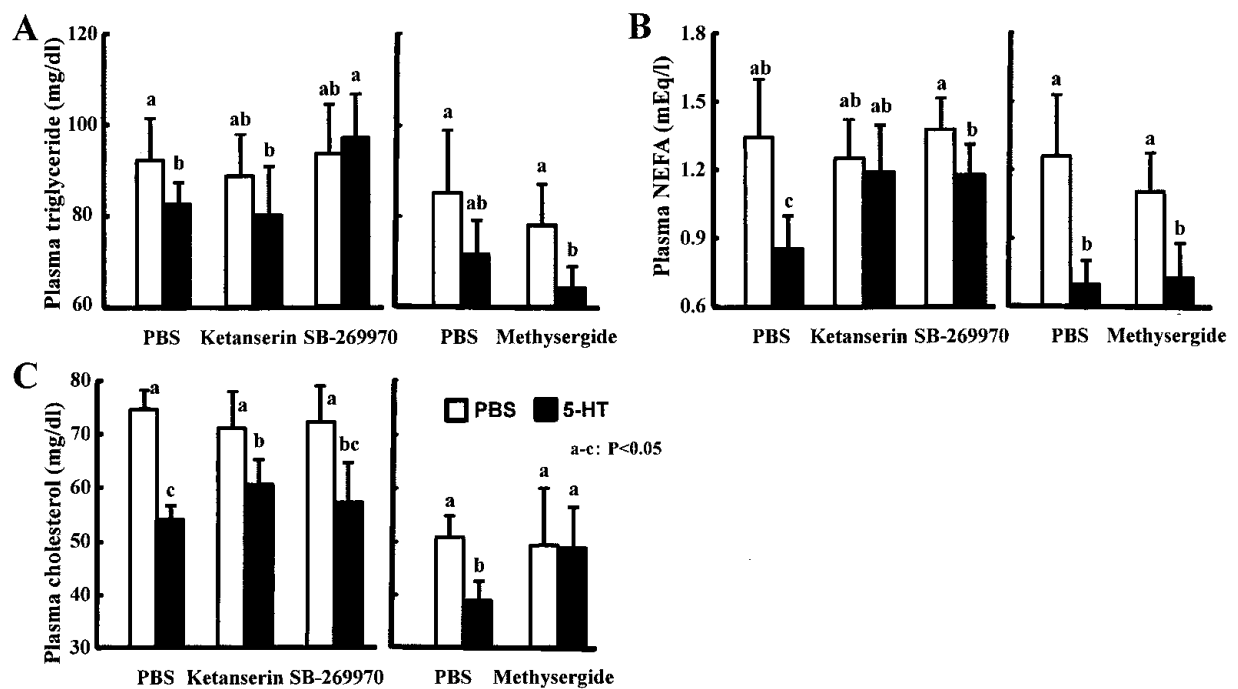 A
Plasma triglyceride (mg/dl)
120
100
80
60
a
b
ab
b
ab
a
a
ab
a
b
PBS Ketanserin SB-269970 PBS Methysergide
B
Plasma NEFA (mEq/l)
1.8
1.5
1.2
0.9
0.6
ab
c
ab
ab
a
b
a
b
a
b
PBS Ketanserin SB-269970 PBS Methysergide
C
Plasma cholesterol (mg/dl)
80
70
60
50
40
30
a
c
a
b
a
bc
a
b
a
a
PBS 5-HT
a-c: P<0.05
PBS Ketanserin SB-269970 PBS Methysergide